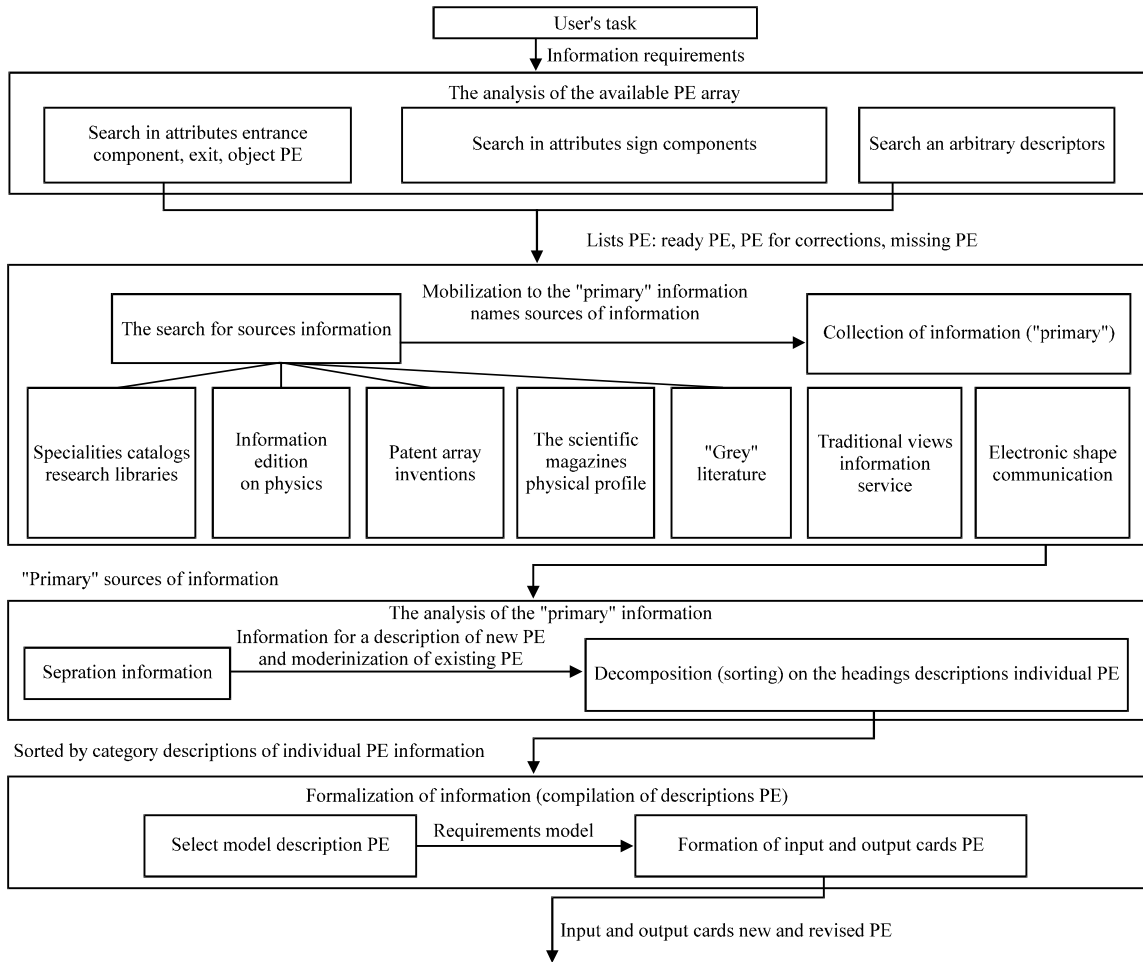 User's task
Information requirements
The analysis of the available PE array
Search in attributes entrance
component, exit, object PE
Search in attributes sign components
Search an arbitrary descriptors
Lists PE: ready PE, PE for corrections, missing PE
Mobilization to the "primary" information
names sources of information
The search for sources information
Collection of information ("primary")
Specialities catalogs
research libraries
Information
edition
on physics
Patent array
inventions
The scientific
magazines
physical profile
"Grey"
literature
Traditional views
information
service
Electronic shape
communication
"Primary" sources of information
The analysis of the "primary" information
Information for a description of new PE
and moderinization of existing PE
Sepration information
Decomposition (sorting) on the headings descriptions individual PE
Sorted by category descriptions of individual PE information
Formalization of information (compilation of descriptions PE)
Select model description PE
Requirements model
Formation of input and output cards PE
Input and output cards new and revised PE